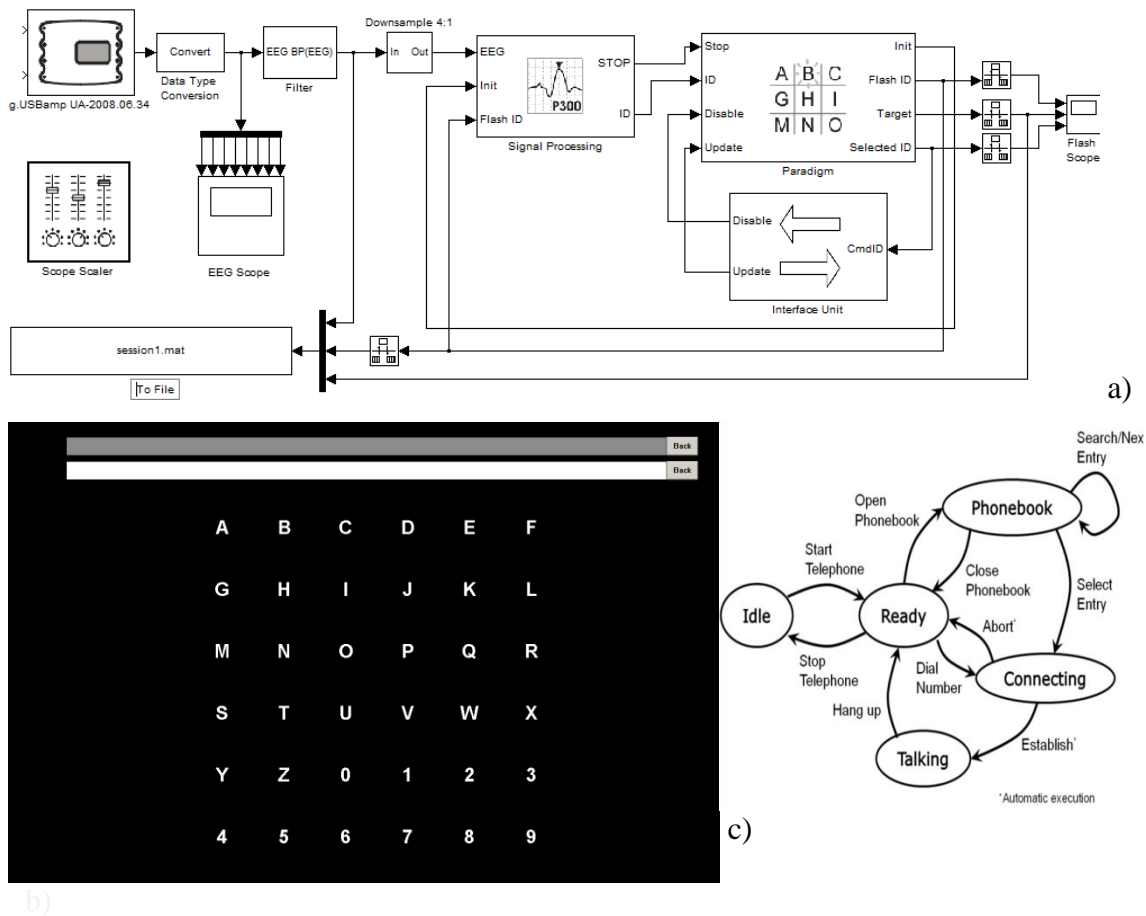 Downsample 4:1
g.USBamp UA-2008.06.34
Convert
Data Type
Conversion
EEG BP(EEG)
Filter
In Out
EEG
Init
Flash ID
STOP
ID
P300
Signal Processing
Stop
ID
Disable
Update
A B C
G H I
M N O
Init
Flash ID
Target
Selected ID
Paradigm
Flash
Scope
Disable
Update
CmdID
Interface Unit
Scope Scaler
EEG Scope
session1.mat
To File
a)
Back
Back
A B C D E F
G H I J K L
M N O P Q R
S T U V W X
Y Z 0 1 2 3
4 5 6 7 8 9
b)
Search/Nex
Entry
Open
Phonebook
Phonebook
Start
Telephone
Close
Phonebook
Select
Entry
Idle
Ready
Abort*
Stop
Telephone
Dial
Number
Connecting
Hang up
Establish*
Talking
*Automatic execution
c)